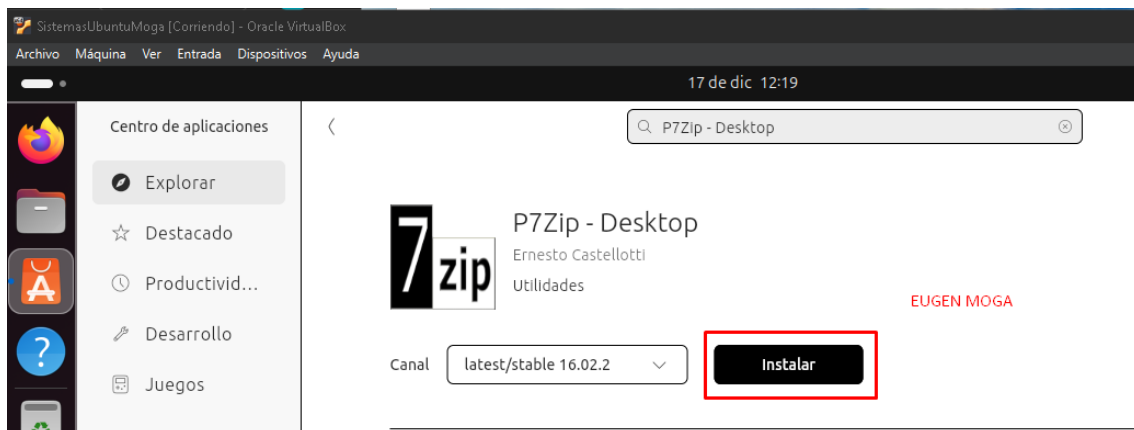 SistemasUbuntuMoga [Corriendo] - Oracle VirtualBox
Archivo Máquina Ver Entrada Dispositivos Ayuda
17 de dic 12:19
Centro de aplicaciones
P7Zip - Desktop
Explorar
Destacado
Productivid...
Desarrollo
Juegos
7zip
P7Zip - Desktop
Ernesto Castellotti
Utilidades
EUGEN MOGA
Canal latest/stable 16.02.2 Instalar